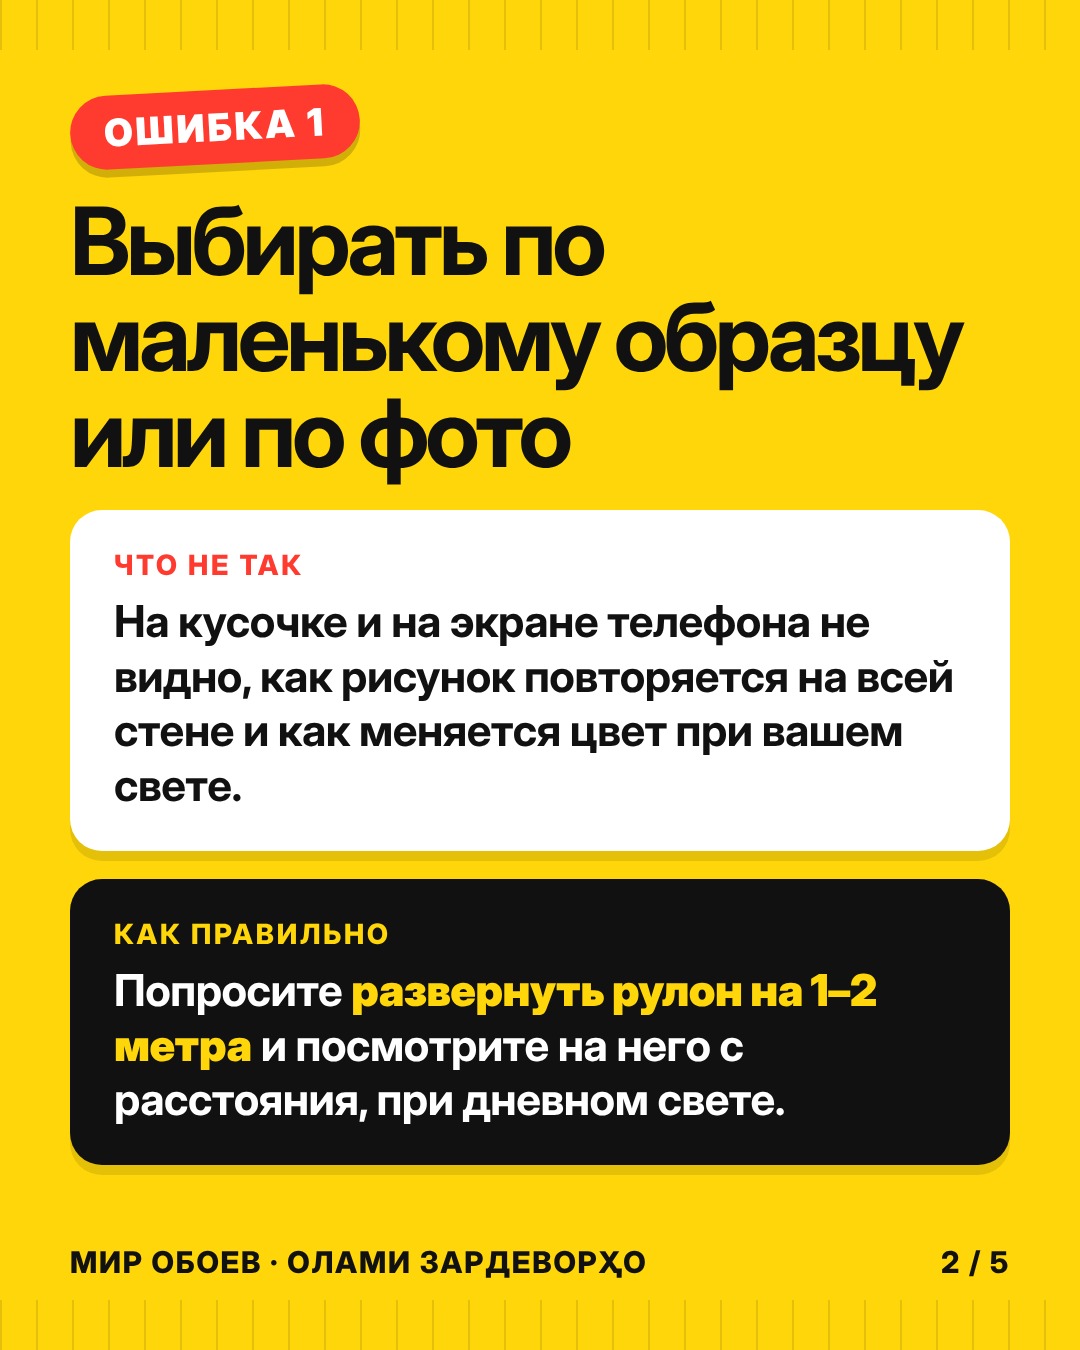 ОШИБКА 1
Выбирать по
маленькому образцу
или по фото
ЧТО НЕ ТАК
На кусочке и на экране телефона не
видно, как рисунок повторяется на всей
стене и как меняется цвет при вашем
свете.
КАК ПРАВИЛЬНО
Попросите развернуть рулон на 1–2
метра и посмотрите на него с
расстояния, при дневном свете.
МИР ОБОЕВ · ОЛАМИ ЗАРДЕВОРҲО
2 / 5